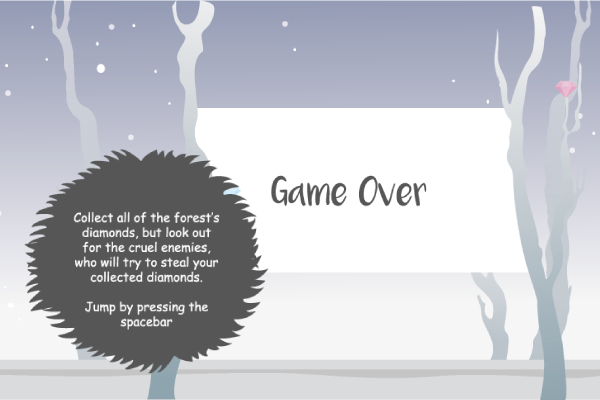 Game Over
Collect all of the forest's
diamonds, but look out
for the cruel enemies,
who will try to steal your
collected diamonds.
Jump by pressing the
spacebar